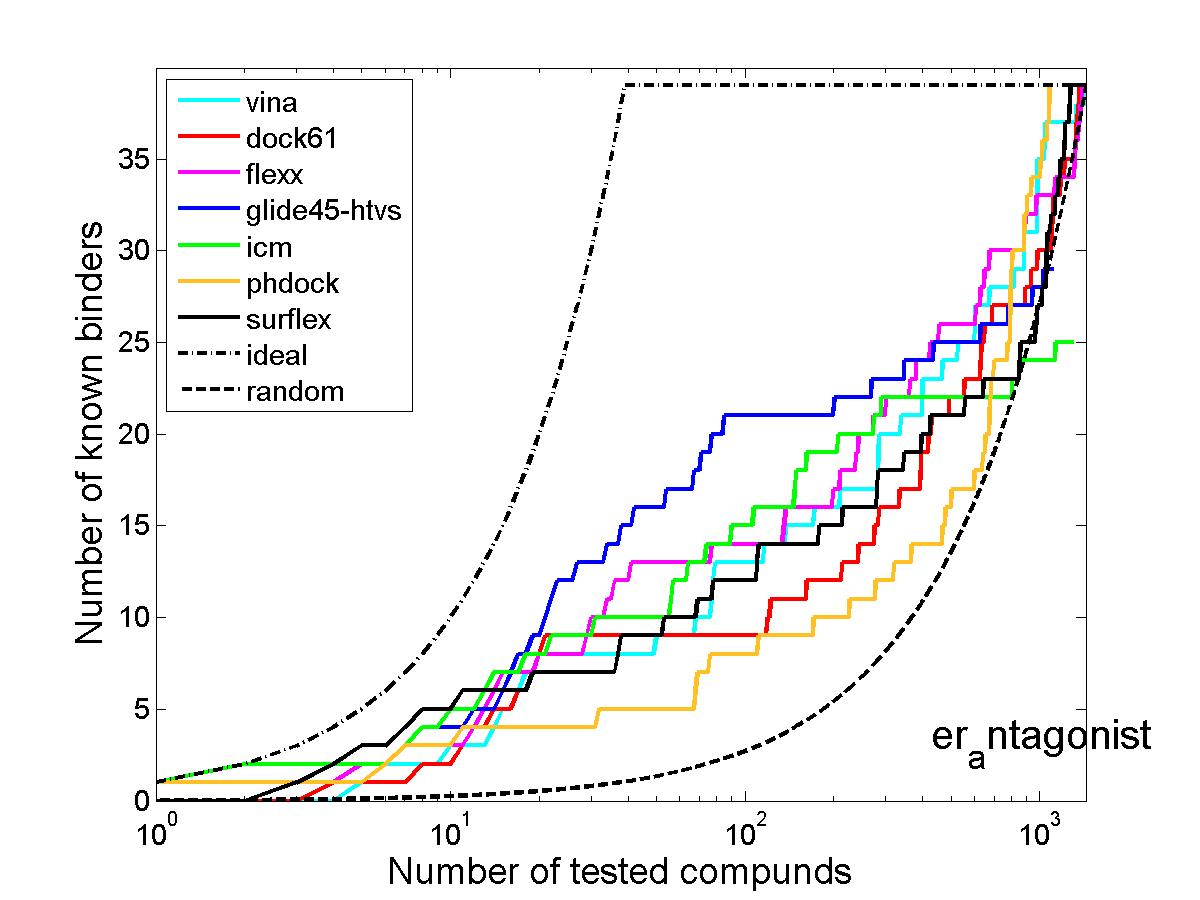 vina
dock61
flexx
glide45-htvs
icm
phdock
surflex
ideal
random
35
30
25
20
15
10
5
0
Number of known binders
er_antagonist
10^0 10^1 10^2 10^3
Number of tested compunds